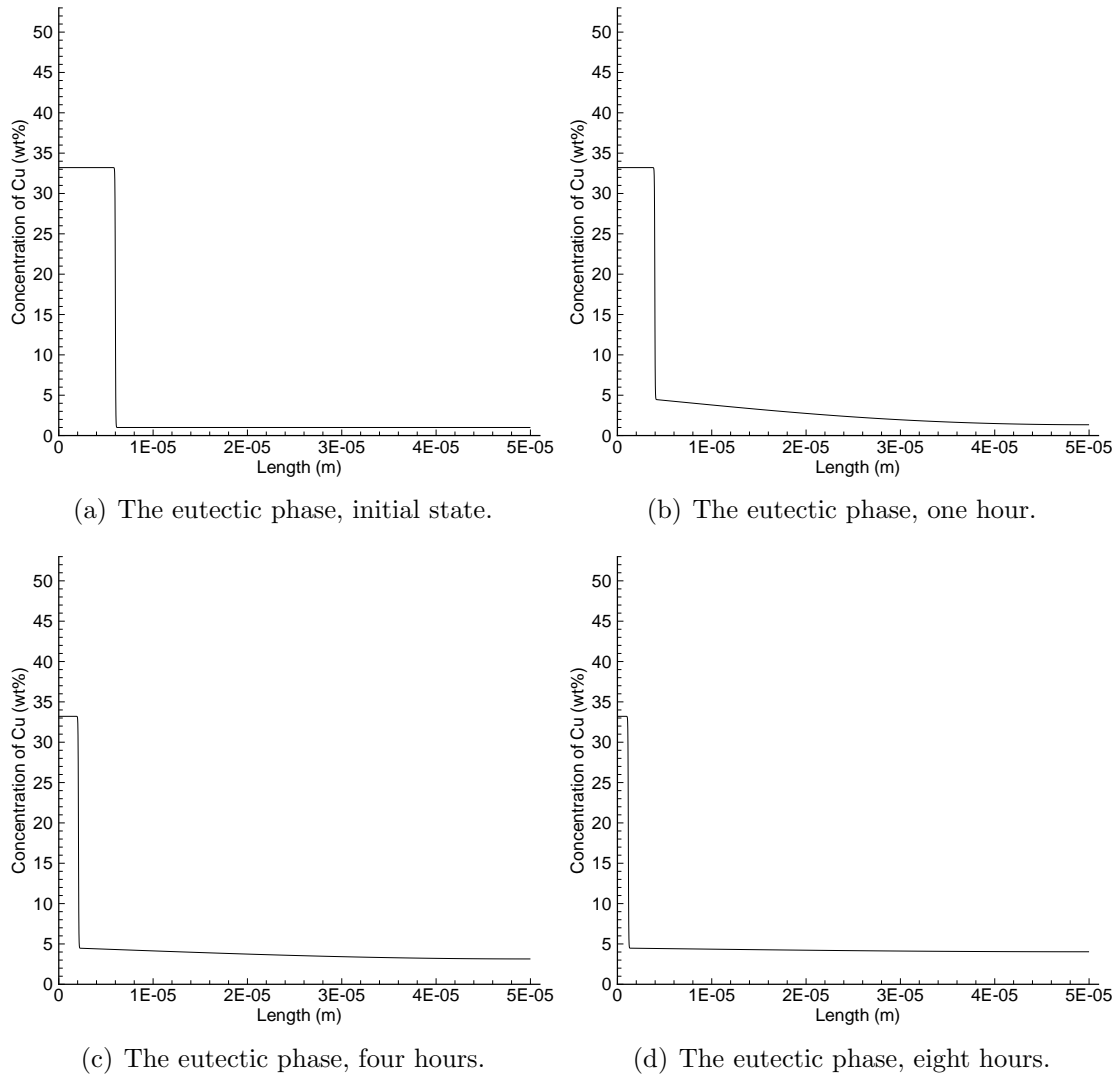 50
45
40
35
30
25
20
15
10
5
0
Concentration of Cu (wt%)
0 1E-05 2E-05 3E-05 4E-05 5E-05
Length (m)
(a) The eutectic phase, initial state.
50
45
40
35
30
25
20
15
10
5
0
Concentration of Cu (wt%)
0 1E-05 2E-05 3E-05 4E-05 5E-05
Length (m)
(b) The eutectic phase, one hour.
50
45
40
35
30
25
20
15
10
5
0
Concentration of Cu (wt%)
0 1E-05 2E-05 3E-05 4E-05 5E-05
Length (m)
(c) The eutectic phase, four hours.
50
45
40
35
30
25
20
15
10
5
0
Concentration of Cu (wt%)
0 1E-05 2E-05 3E-05 4E-05 5E-05
Length (m)
(d) The eutectic phase, eight hours.